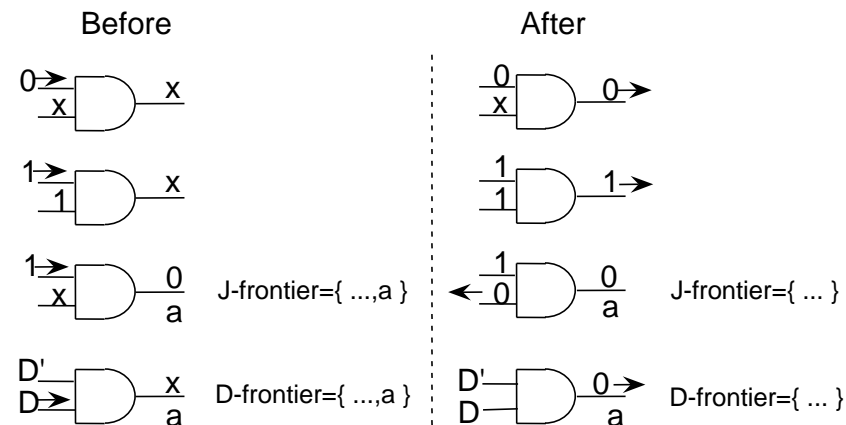 Before After
0 x x 0 x 0
1 1 x 1 1 1
1 x 0 a J-frontier={ ...,a } 1 0 0 a J-frontier={ ... }
D' D x a D-frontier={ ...,a } D' D 0 a D-frontier={ ... }